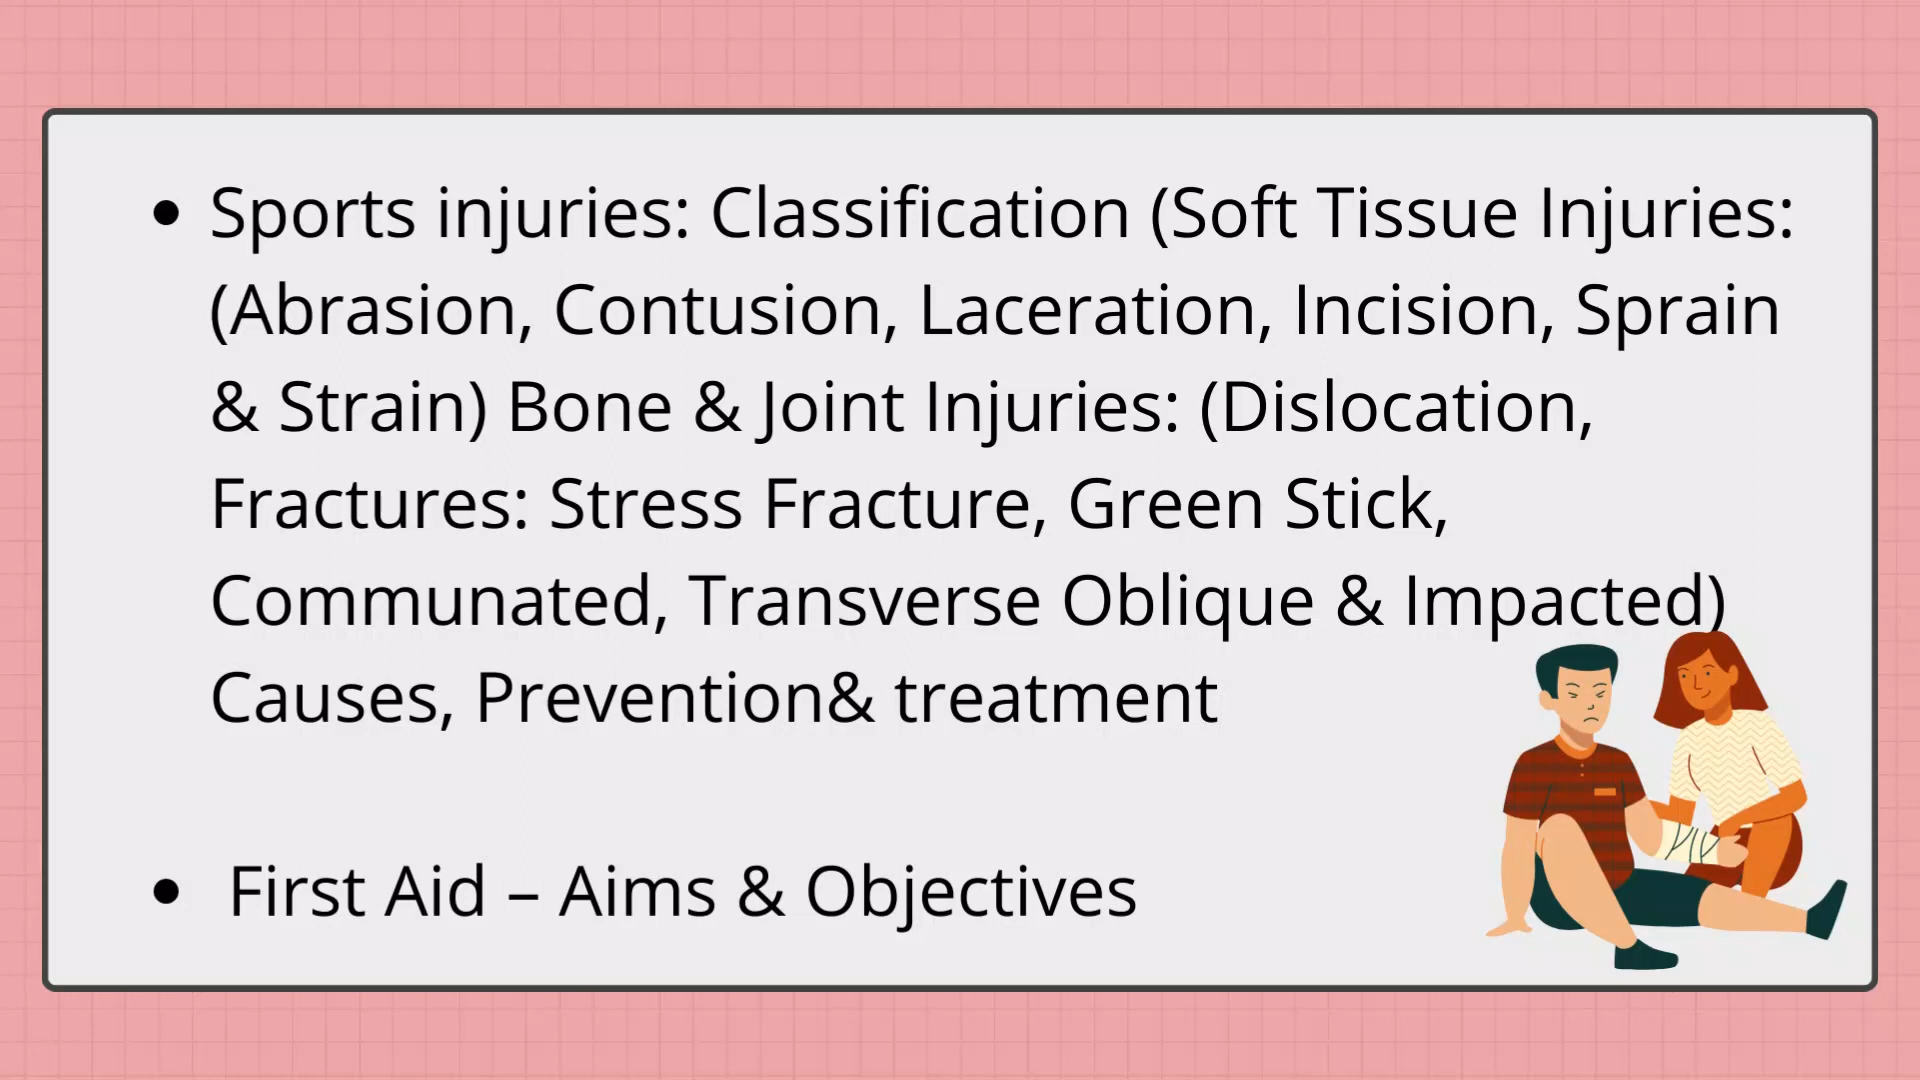 • Sports injuries: Classification (Soft Tissue Injuries:
(Abrasion, Contusion, Laceration, Incision, Sprain
& Strain) Bone & Joint Injuries: (Dislocation,
Fractures: Stress Fracture, Green Stick,
Communated, Transverse Oblique & Impacted)
Causes, Prevention& treatment
• First Aid – Aims & Objectives